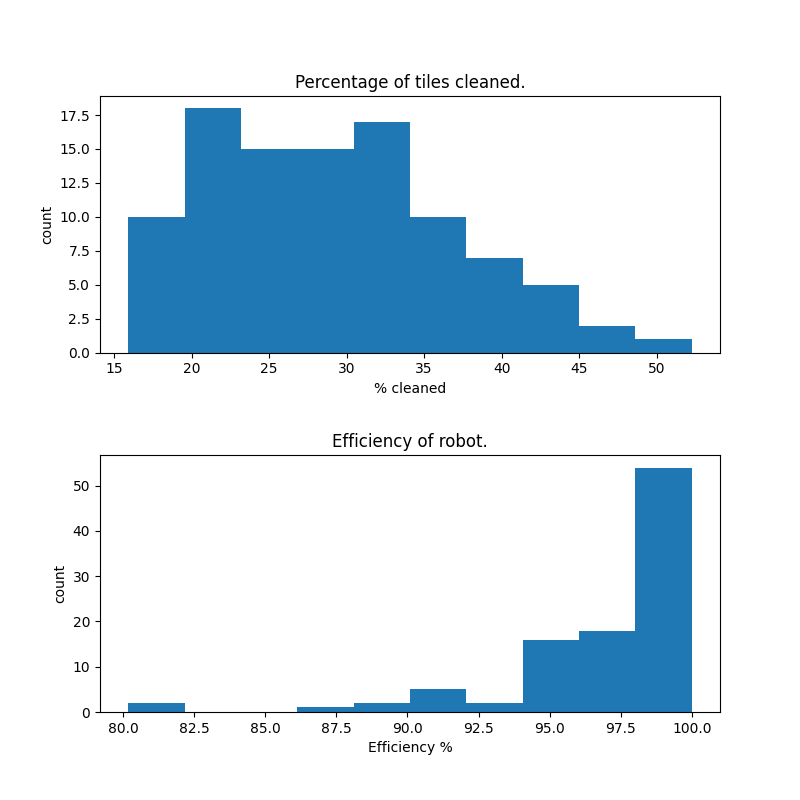 Percentage of tiles cleaned.
17.5
15.0
12.5
10.0
7.5
5.0
2.5
0.0
count
15 20 25 30 35 40 45 50
% cleaned
Efficiency of robot.
50
40
30
20
10
0
count
80.0 82.5 85.0 87.5 90.0 92.5 95.0 97.5 100.0
Efficiency %